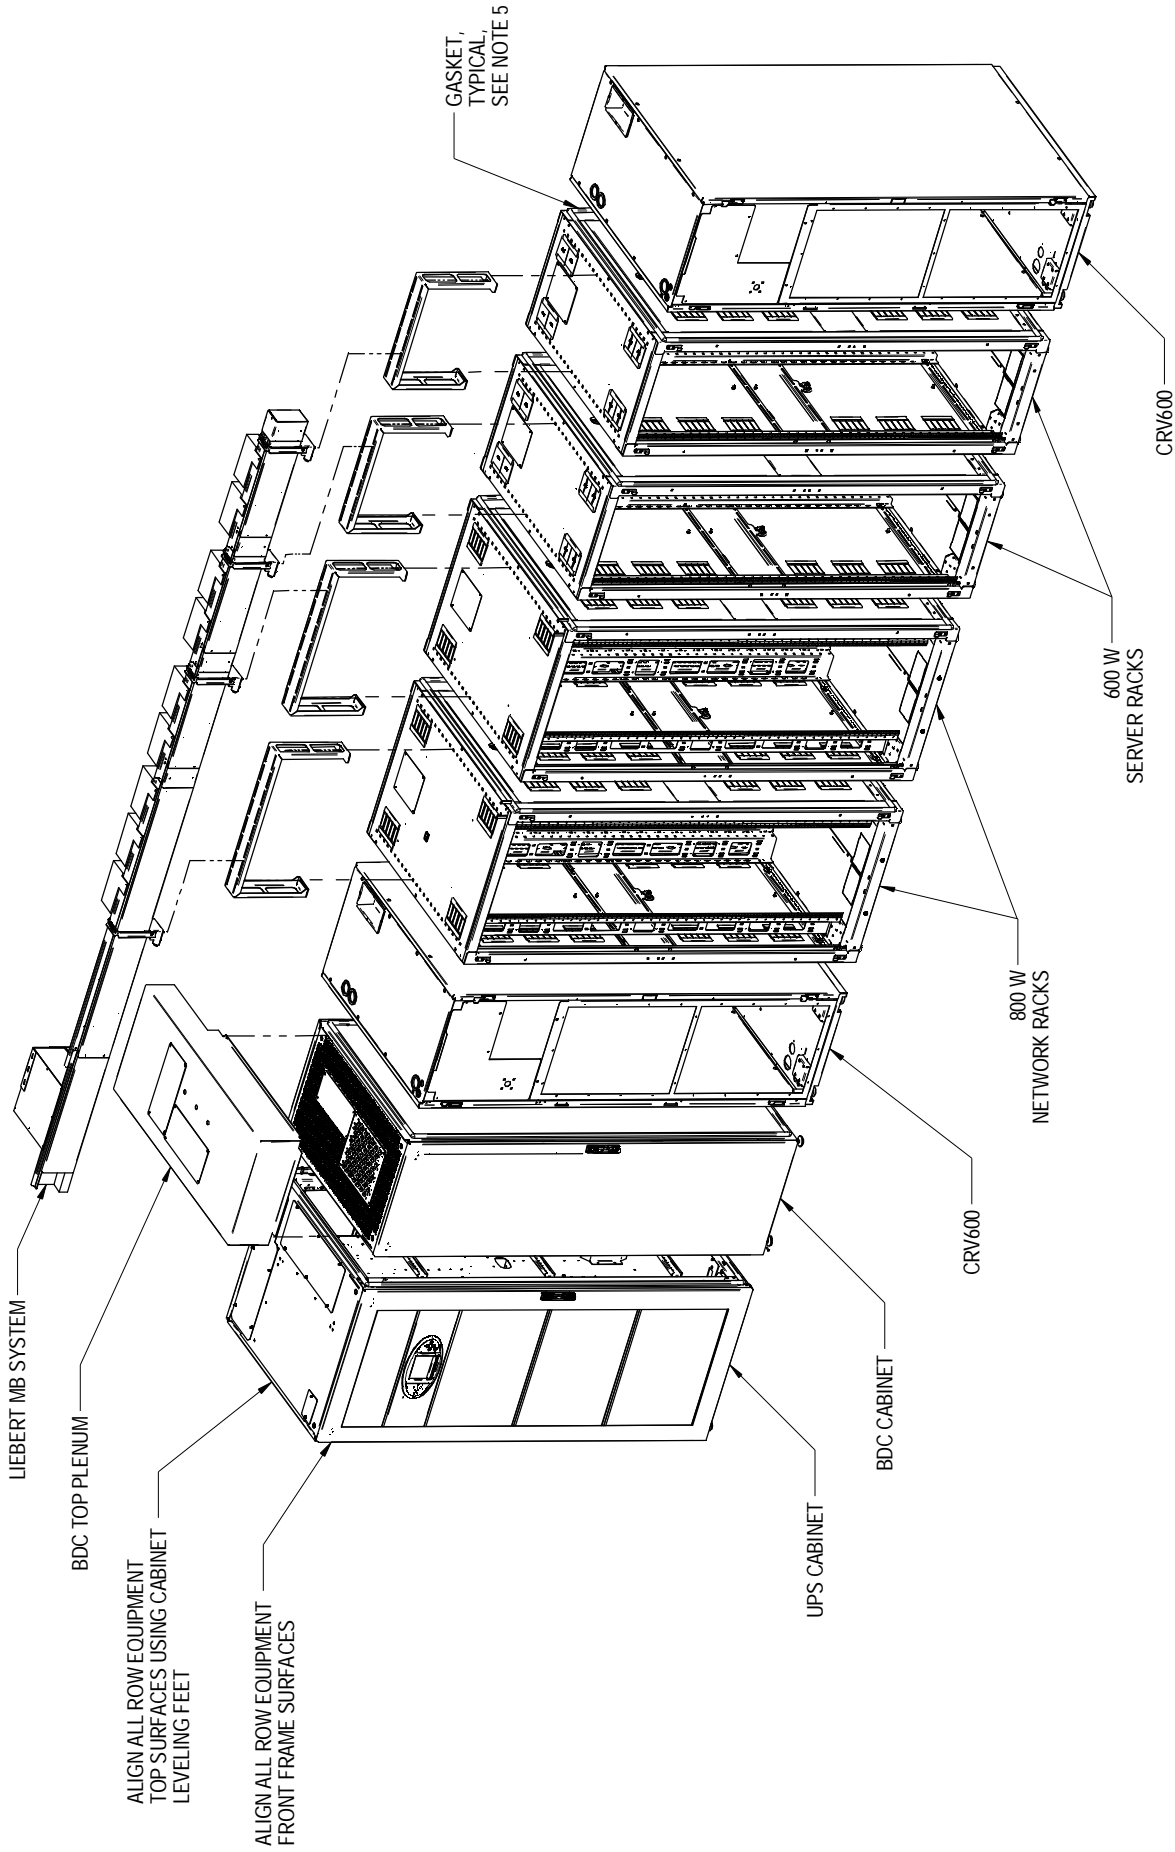 LIEBERT MB SYSTEM
BDC TOP PLENUM
ALIGN ALL ROW EQUIPMENT
TOP SURFACES USING CABINET
LEVELING FEET
ALIGN ALL ROW EQUIPMENT
FRONT FRAME SURFACES
GASKET,
TYPICAL,
SEE NOTE 5
UPS CABINET
BDC CABINET
CRV600
800 W
NETWORK RACKS
600 W
SERVER RACKS
CRV600